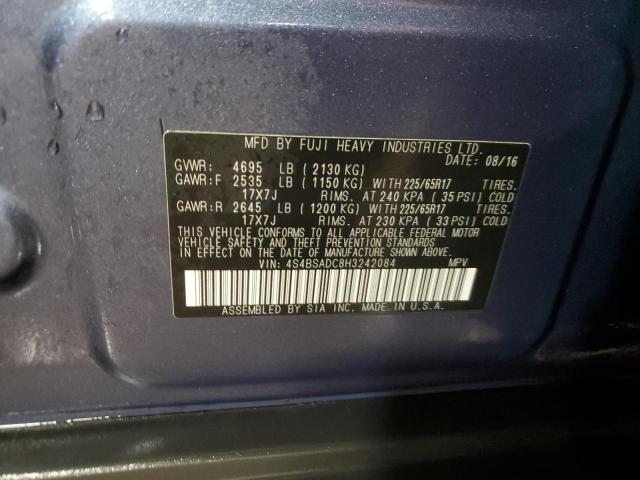 MFD BY FUJI HEAVY INDUSTRIES LTD.
DATE: 08/16
GVWR: 4695 LB (2130 KG)
GAWR:F 2535 LB (1150 KG) WITH 225/65R17 TIRES.
17X7J RIMS. AT 240 KPA (35 PSI) COLD
GAWR:R 2645 LB (1200 KG) WITH 225/65R17 TIRES.
17X7J RIMS. AT 230 KPA (33 PSI) COLD
THIS VEHICLE CONFORMS TO ALL APPLICABLE FEDERAL MOTOR
VEHICLE SAFETY AND THEFT PREVENTION STANDARDS
IN EFFECT ON THE DATE OF MANUFACTURE SHOWN ABOVE.
VIN: 4S4BSADC8H3242084 MPV
ASSEMBLED BY SIA INC. MADE IN U.S.A.